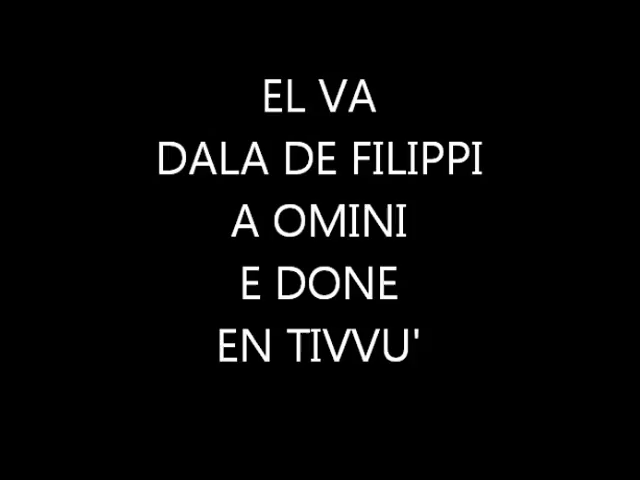 EL VA
DALA DE FILIPPI
A OMINI
E DONE
EN TIVVU'